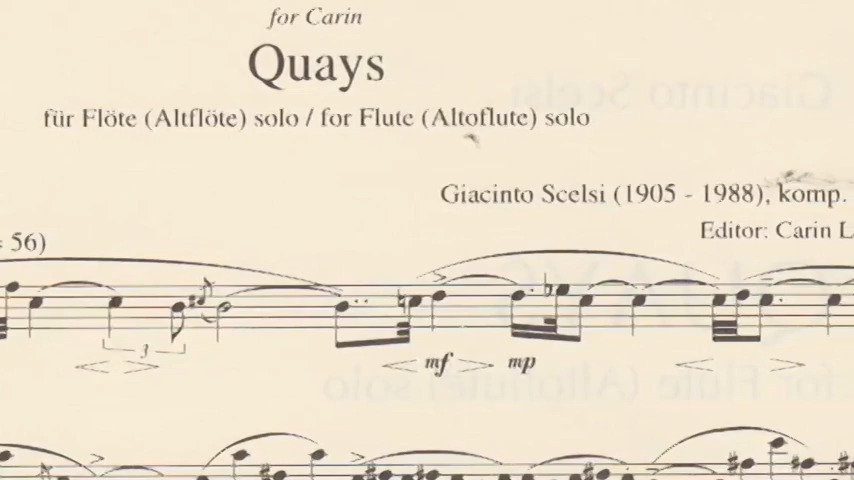 for Carin
Quays
für Flöte (Altflöte) solo / for Flute (Altoflute) solo
Giacinto Scelsi (1905 - 1988), komp.
Editor: Carin
= 56)
3
mf mp